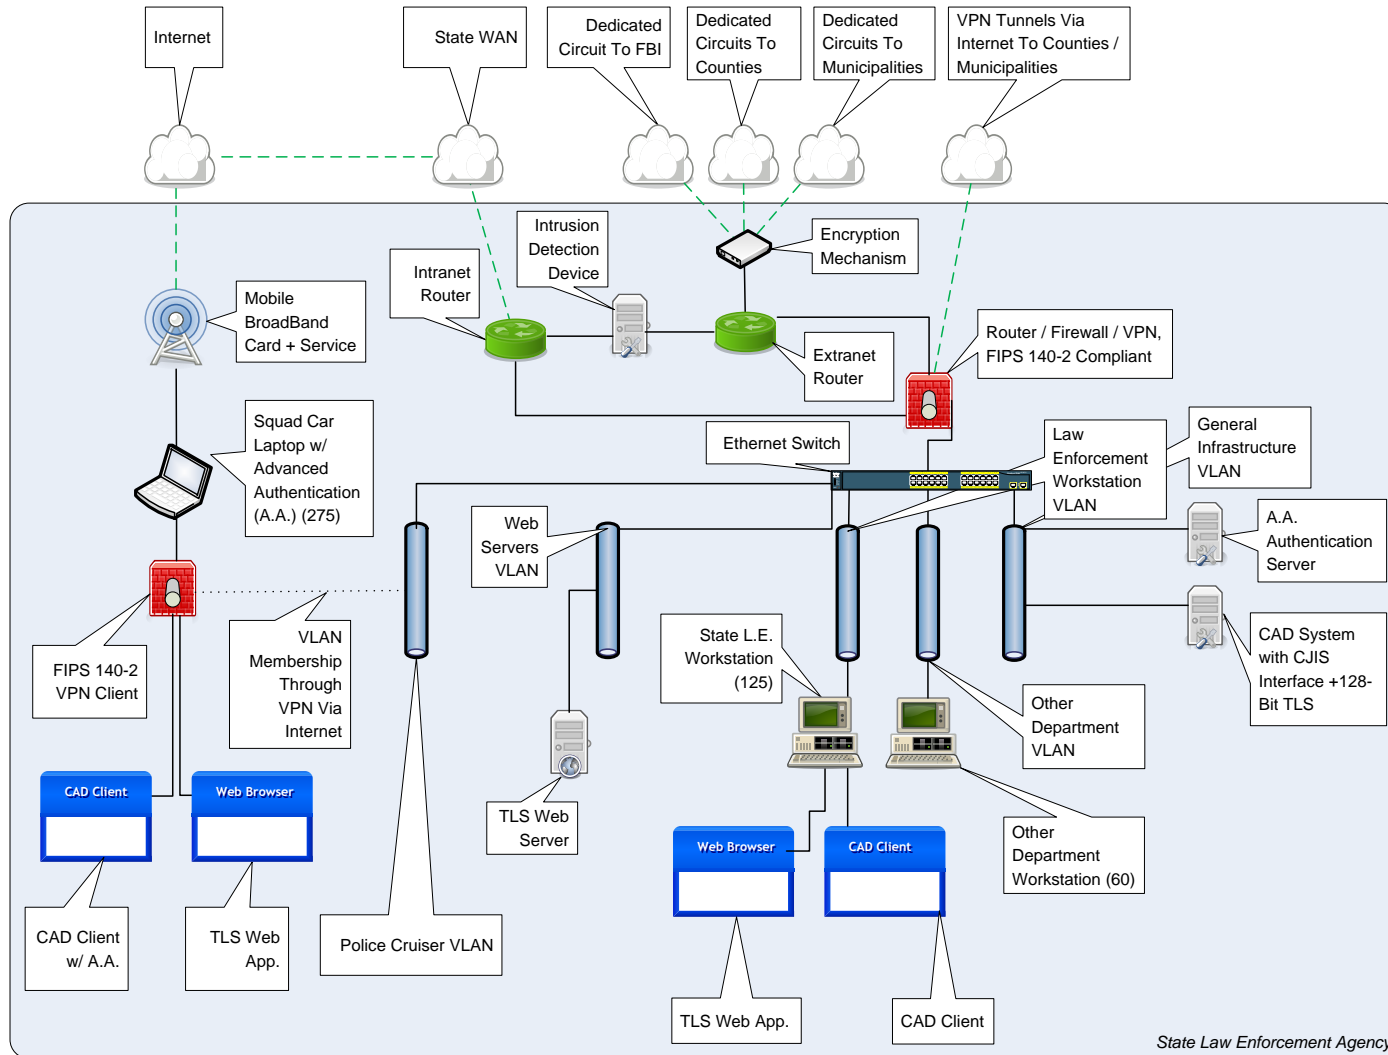 Internet
State WAN
Dedicated
Circuit To FBI
Dedicated
Circuits To
Counties
Dedicated
Circuits To
Municipalities
VPN Tunnels Via
Internet To Counties /
Municipalities
Intrusion
Detection
Device
Encryption
Mechanism
Intranet
Router
Mobile
BroadBand
Card + Service
Extranet
Router
Router / Firewall / VPN,
FIPS 140-2 Compliant
Squad Car
Laptop w/
Advanced
Authentication
(A.A.) (275)
Ethernet Switch
Law
Enforcement
Workstation
VLAN
General
Infrastructure
VLAN
Web
Servers
VLAN
A.A.
Authentication
Server
FIPS 140-2
VPN Client
VLAN
Membership
Through
VPN Via
Internet
State L.E.
Workstation
(125)
CAD System
with CJIS
Interface +128-
Bit TLS
Other
Department
VLAN
CAD Client
Web Browser
TLS Web
Server
Web Browser
CAD Client
Other
Department
Workstation (60)
CAD Client
w/ A.A.
TLS Web
App.
Police Cruiser VLAN
TLS Web App.
CAD Client
State Law Enforcement Agency